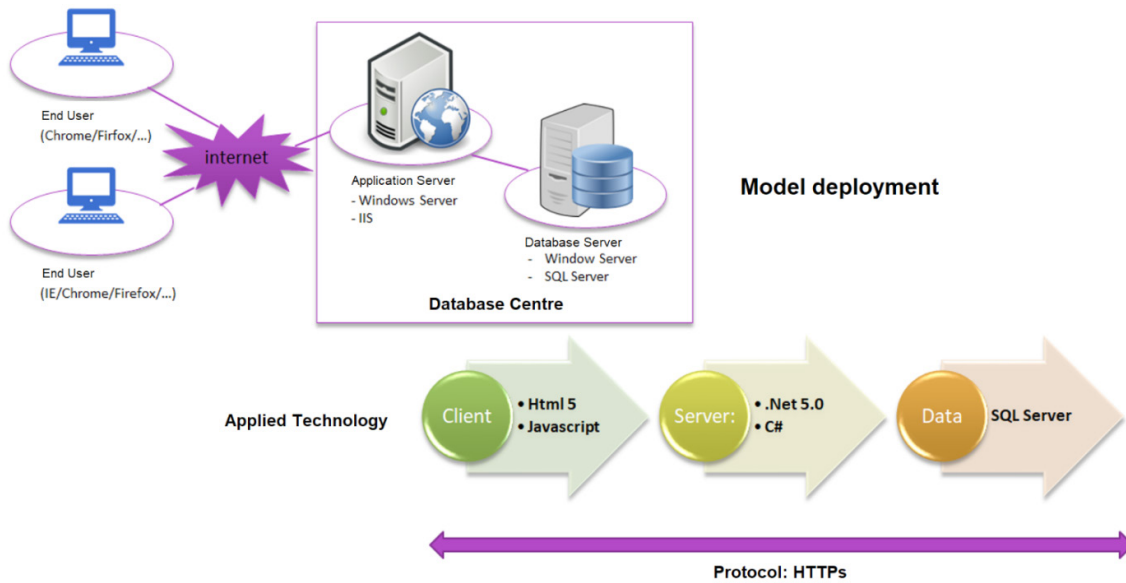 End User
(Chrome/Firfox/...)
internet
End User
(IE/Chrome/Firefox/...)
Application Server
- Windows Server
- IIS
Database Server
- Window Server
- SQL Server
Database Centre
Model deployment
Applied Technology
Client
• Html 5
• Javascript
Server:
• .Net 5.0
• C#
Data
SQL Server
Protocol: HTTPs